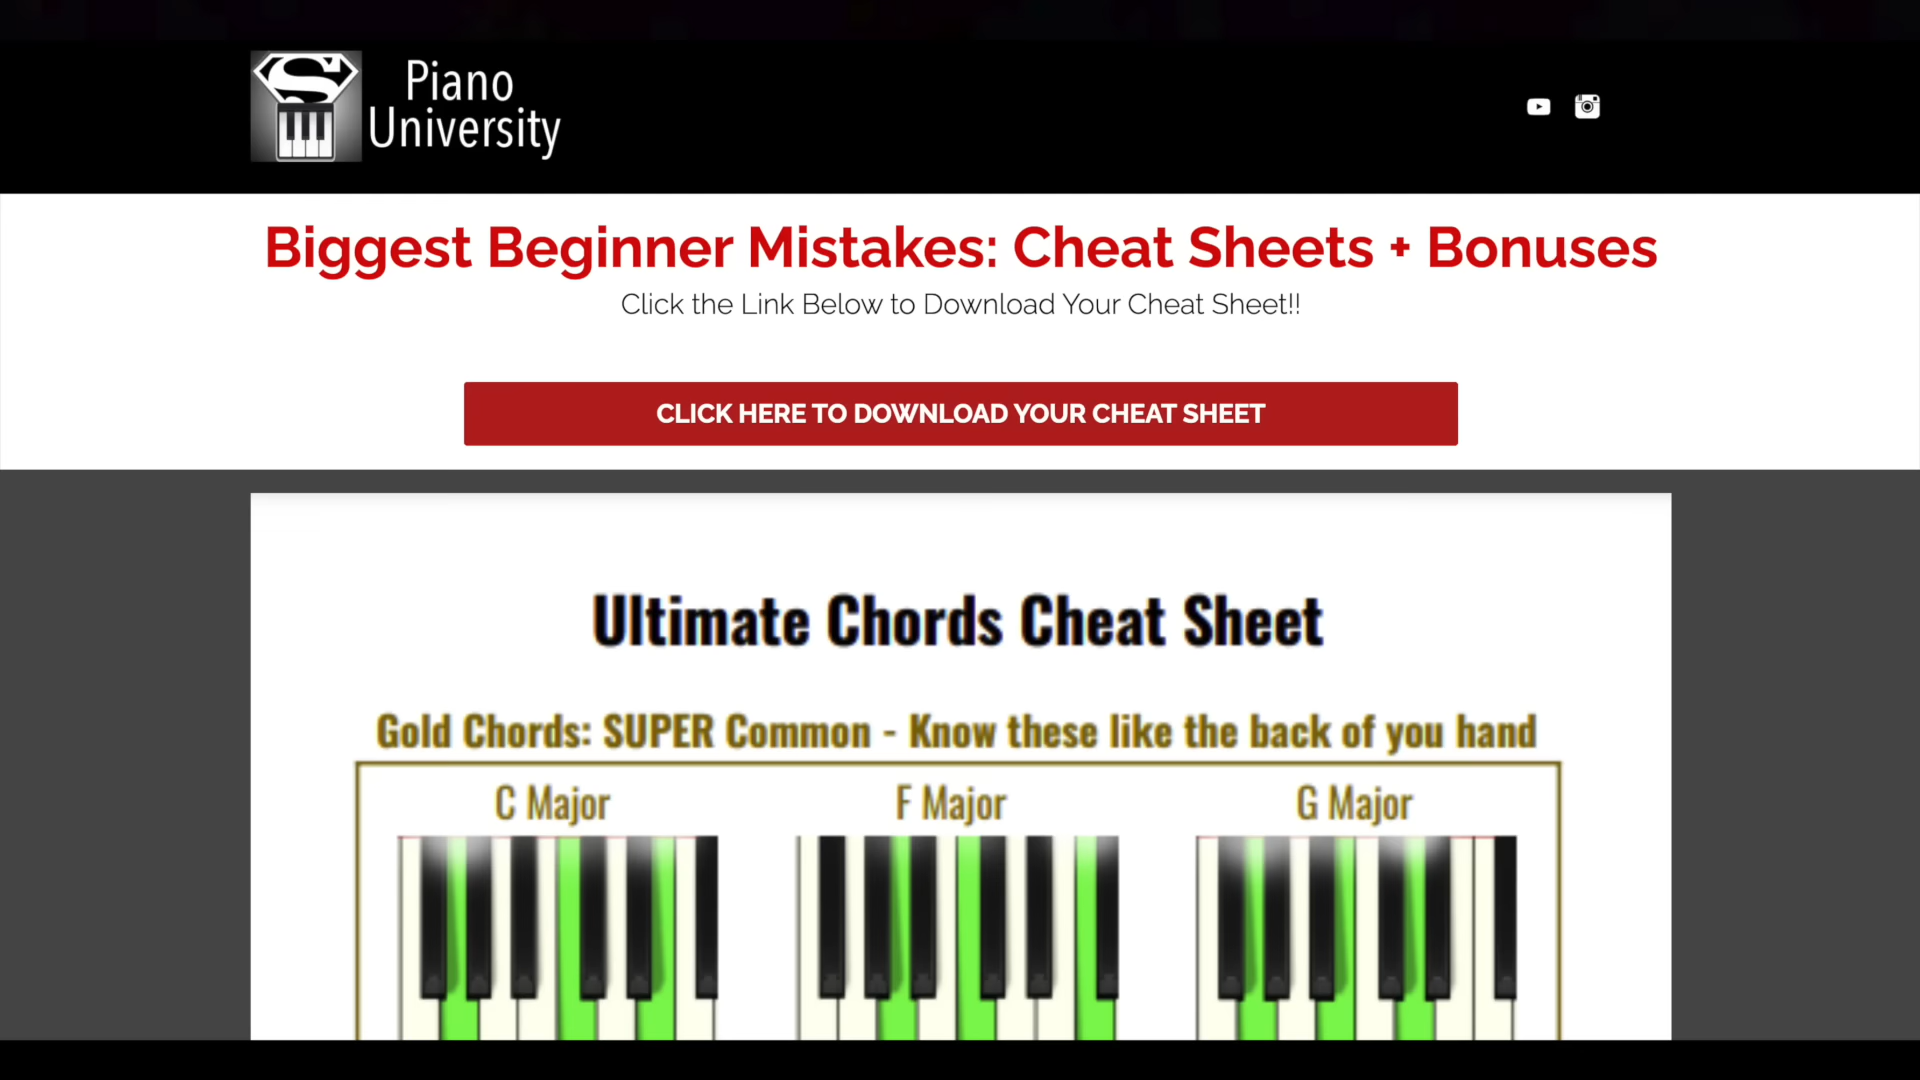 Piano
University
Biggest Beginner Mistakes: Cheat Sheets + Bonuses
Click the Link Below to Download Your Cheat Sheet!!
CLICK HERE TO DOWNLOAD YOUR CHEAT SHEET
Ultimate Chords Cheat Sheet
Gold Chords: SUPER Common - Know these like the back of you hand
C Major F Major G Major